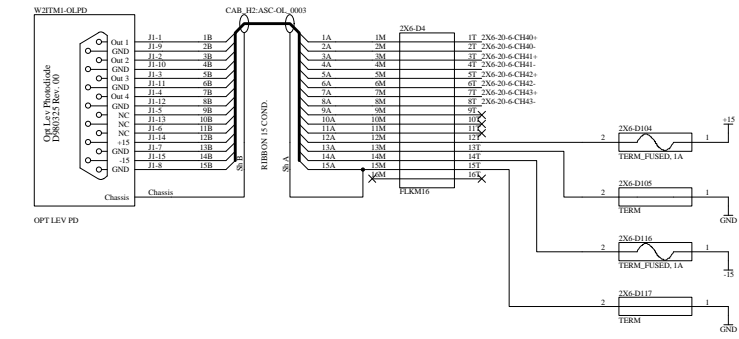 W2ITM1-OLPD
CAB_H2:ASC-OL_0003
2X6-D4
Opt Lev Photodiode
D980325 Rev. 00
Out 1 J1-1 1B 1A 1M 1T 2X6-20-6-CH40+
GND J1-9 2B 2A 2M 2T 2X6-20-6-CH40-
Out 2 J1-2 3B 3A 3M 3T 2X6-20-6-CH41+
GND J1-10 4B 4A 4M 4T 2X6-20-6-CH41-
Out 3 J1-3 5B 5A 5M 5T 2X6-20-6-CH42+
GND J1-11 6B 6A 6M 6T 2X6-20-6-CH42-
Out 4 J1-4 7B 7A 7M 7T 2X6-20-6-CH43+
GND J1-12 8B 8A 8M 8T 2X6-20-6-CH43-
NC J1-5 9B 9A 9M 9T
NC J1-13 10B 10A 10M 10T
NC J1-6 11B 11A 11M 11T
+15 J1-14 12B 12A 12M 12T
GND J1-7 13B 13A 13M 13T
-15 J1-15 14B 14A 14M 14T
GND J1-8 15B 15A 15M 15T
16M 16T
Chassis Chassis
OPT LEV PD
Sh B
RIBBON 15 COND.
Sh A
FLKM16
2X6-D104
2 1 +15
TERM_FUSED, 1A
2X6-D105
2 1
TERM
GND
2X6-D116
2 1
TERM_FUSED, 1A
-15
2X6-D117
2 1
TERM
GND